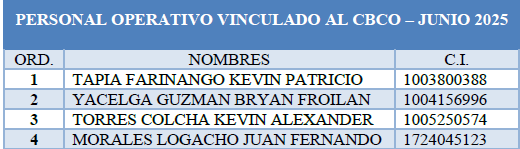 PERSONAL OPERATIVO VINCULADO AL CBCO – JUNIO 2025
ORD. NOMBRES C.I.
1 TAPIA FARINANGO KEVIN PATRICIO 1003800388
2 YACELGA GUZMAN BRYAN FROILAN 1004156996
3 TORRES COLCHA KEVIN ALEXANDER 1005250574
4 MORALES LOGACHO JUAN FERNANDO 1724045123